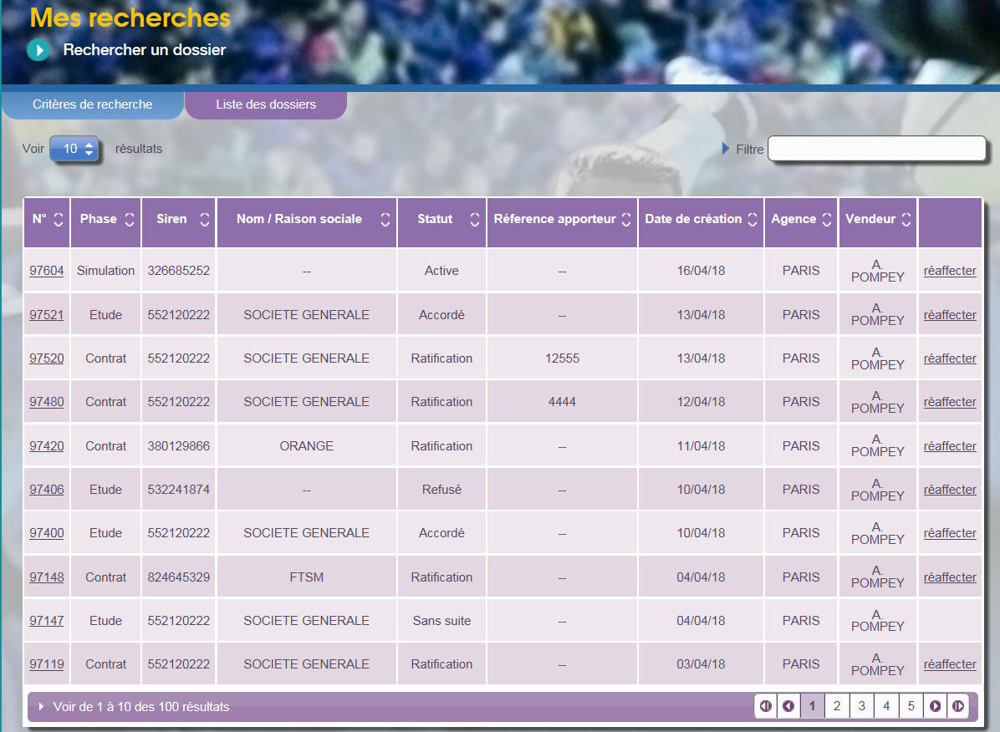 Mes recherches
Rechercher un dossier
Critères de recherche Liste des dossiers
Voir 10 résultats Filtre
N° Phase Siren Nom / Raison sociale Statut Réference apporteur Date de création Agence Vendeur
97604 Simulation 326685252 -- Active -- 16/04/18 PARIS A. POMPEY réaffecter
97521 Etude 552120222 SOCIETE GENERALE Accordé -- 13/04/18 PARIS A. POMPEY réaffecter
97520 Contrat 552120222 SOCIETE GENERALE Ratification 12555 13/04/18 PARIS A. POMPEY réaffecter
97480 Contrat 552120222 SOCIETE GENERALE Ratification 4444 12/04/18 PARIS A. POMPEY réaffecter
97420 Contrat 380129866 ORANGE Ratification -- 11/04/18 PARIS A. POMPEY réaffecter
97406 Etude 532241874 -- Refusé -- 10/04/18 PARIS A. POMPEY réaffecter
97400 Etude 552120222 SOCIETE GENERALE Accordé -- 10/04/18 PARIS A. POMPEY réaffecter
97148 Contrat 824645329 FTSM Ratification -- 04/04/18 PARIS A. POMPEY réaffecter
97147 Etude 552120222 SOCIETE GENERALE Sans suite -- 04/04/18 PARIS A. POMPEY
97119 Contrat 552120222 SOCIETE GENERALE Ratification -- 03/04/18 PARIS A. POMPEY réaffecter
Voir de 1 à 10 des 100 résultats 1 2 3 4 5